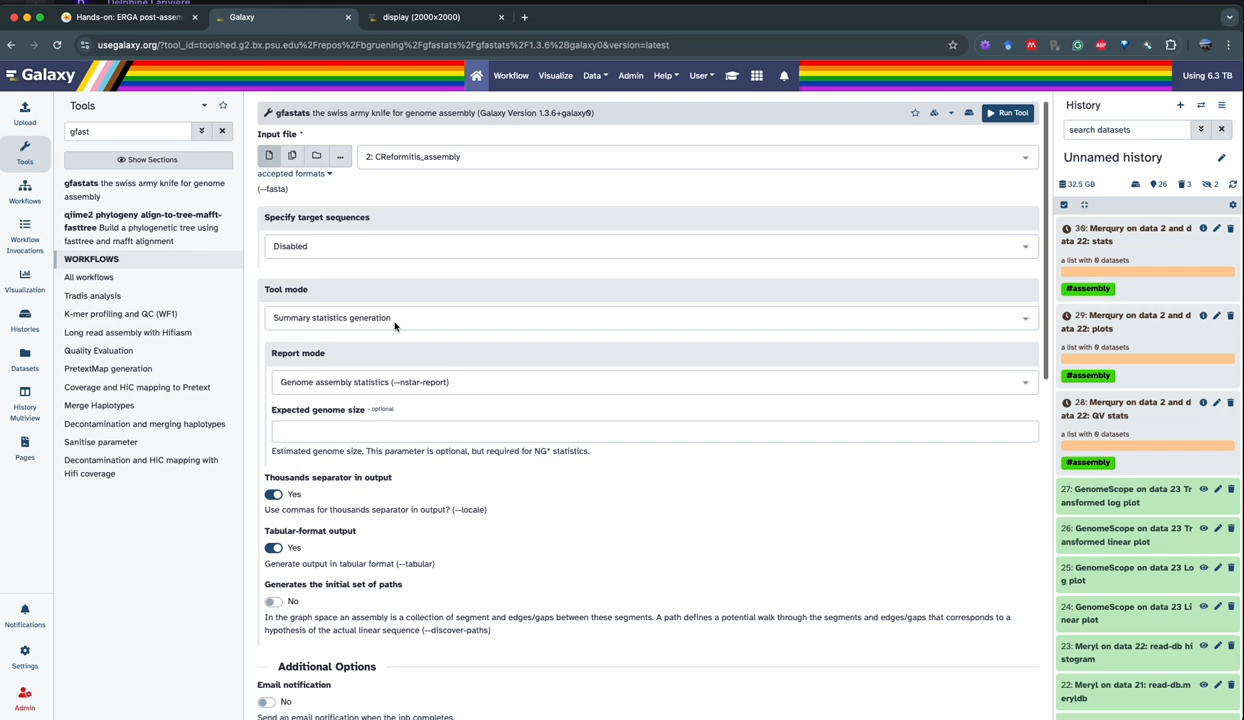 Delphine Lariviere
Hands-on: ERGA post-assem
Galaxy
display (2000×2000)
usegalaxy.org/?tool_id=toolshed.g2.bx.psu.edu%2Frepos%2Fbgruening%2Fgfastats%2Fgfastats%2F1.3.6%2Bgalaxy0&version=latest
Galaxy
Workflow
Visualize
Data
Admin
Help
User
Using 6.3 TB
Upload
Tools
Workflows
Workflow
Invocations
Visualization
Histories
Datasets
History
Multiview
Pages
Notifications
Settings
Admin
Tools
gfast
Show Sections
gfastats the swiss army knife for genome
assembly
qiime2 phylogeny align-to-tree-mafft-
fasttree Build a phylogenetic tree using
fasttree and mafft alignment
WORKFLOWS
All workflows
Tradis analysis
K-mer profiling and QC (WF1)
Long read assembly with Hifiasm
Quality Evaluation
PretextMap generation
Coverage and HiC mapping to Pretext
Merge Haplotypes
Decontamination and merging haplotypes
Sanitise parameter
Decontamination and HiC mapping with
Hifi coverage
gfastats the swiss army knife for genome assembly (Galaxy Version 1.3.6+galaxy0)
Run Tool
Input file *
...
2: CReformitis_assembly
accepted formats
(--fasta)
Specify target sequences
Disabled
Tool mode
Summary statistics generation
Report mode
Genome assembly statistics (--nstar-report)
Expected genome size - optional
Estimated genome size. This parameter is optional, but required for NG* statistics.
Thousands separator in output
Yes
Use commas for thousands separator in output? (--locale)
Tabular-format output
Yes
Generate output in tabular format (--tabular)
Generates the initial set of paths
No
In the graph space an assembly is a collection of segment and edges/gaps between these segments. A path defines a potential walk through the segments and edges/gaps that corresponds to a
hypothesis of the actual linear sequence (--discover-paths)
Additional Options
Email notification
No
Send an email notification when the job completes.
History
search datasets
Unnamed history
32.5 GB
26
3
2
30: Merqury on data 2 and d
ata 22: stats
a list with 0 datasets
#assembly
29: Merqury on data 2 and d
ata 22: plots
a list with 0 datasets
#assembly
28: Merqury on data 2 and d
ata 22: QV stats
a list with 0 datasets
#assembly
27: GenomeScope on data 23 Tr
ansformed log plot
26: GenomeScope on data 23 Tr
ansformed linear plot
25: GenomeScope on data 23 Lo
g plot
24: GenomeScope on data 23 Li
near plot
23: Meryl on data 22: read-db hi
stogram
22: Meryl on data 21: read-db.m
eryldb